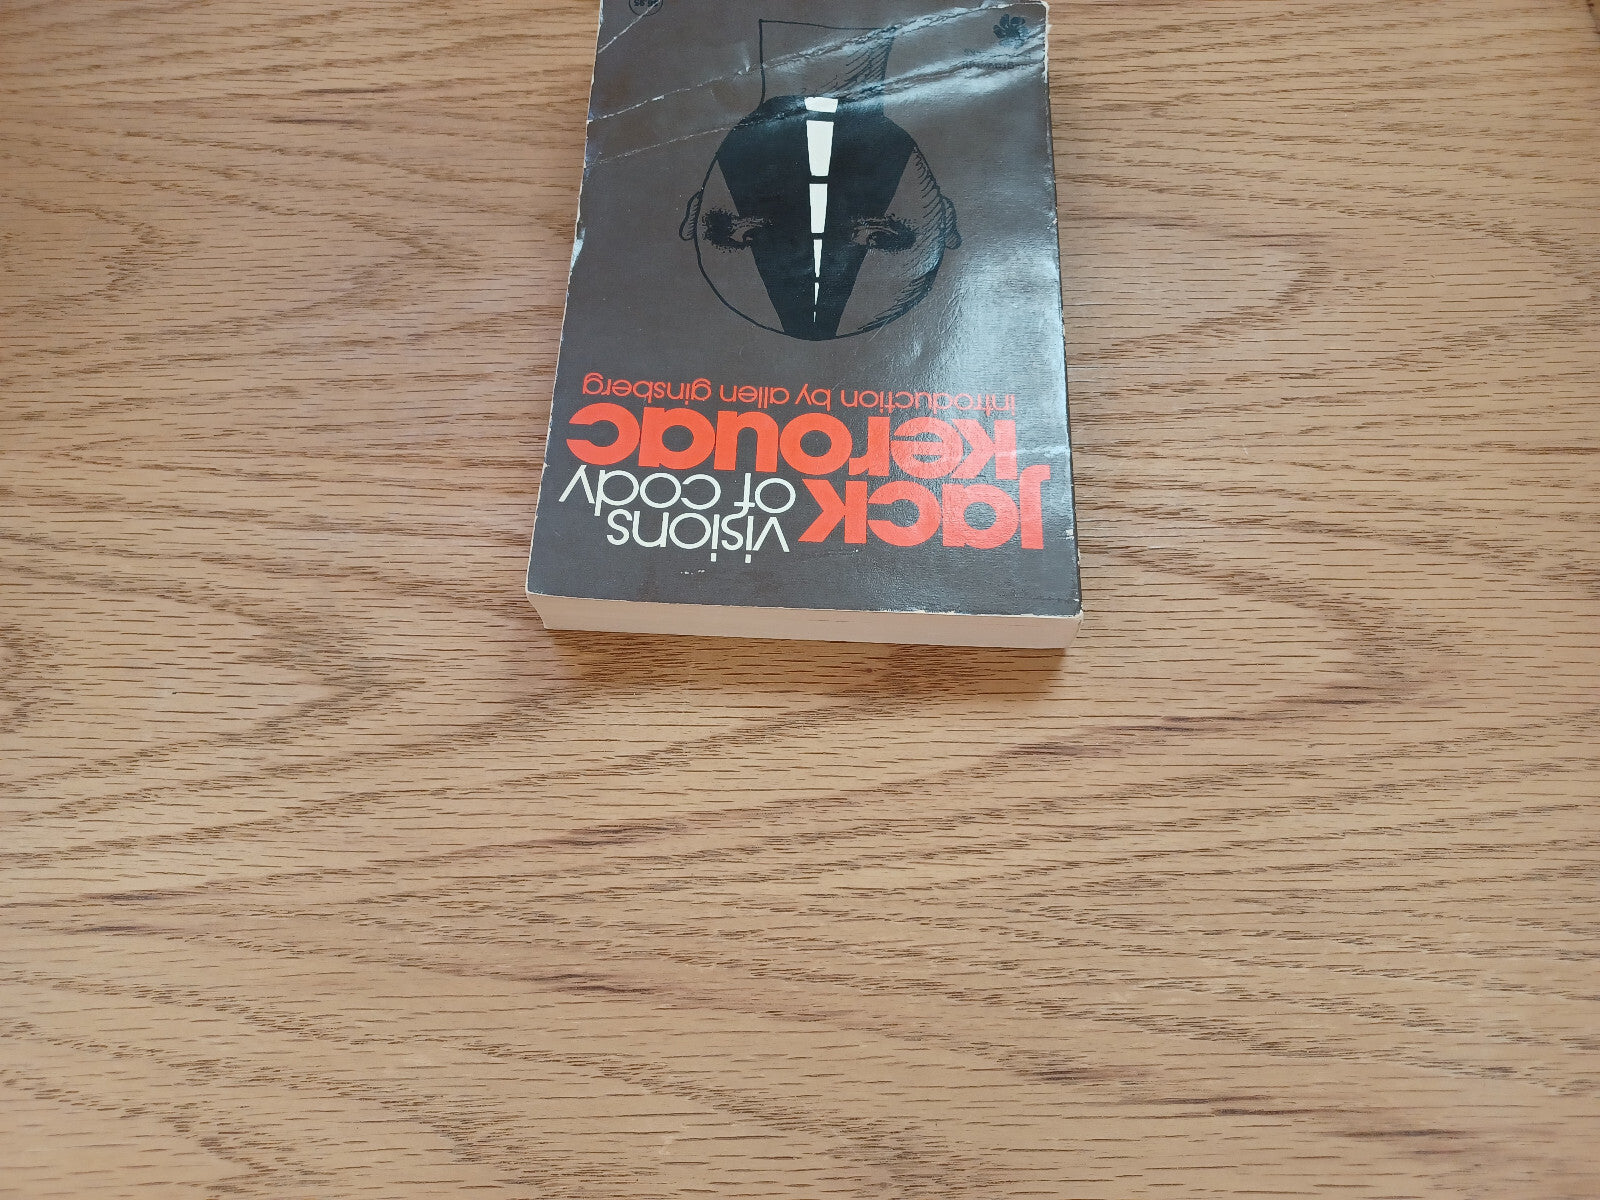 visions
jack of cody
kerouac
introduction by allen ginsberg